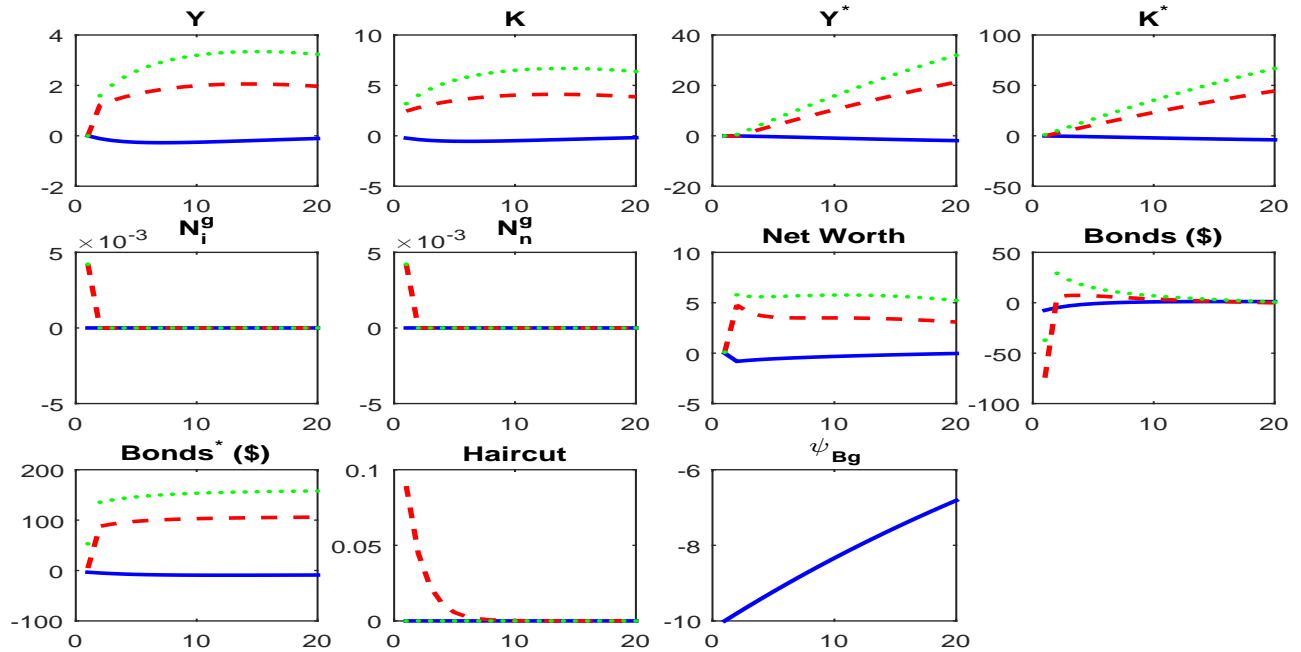 Y K Y* K*
4 10 40 100
2 5 20 50
0 0 0 0
-2 -5 -20 -50
0 10 20 0 10 20 0 10 20 0 10 20
N_i^g N_n^g Net Worth Bonds ($)
× 10^-3 × 10^-3
5 5 10 50
0 0 5 0
0 -50
-5 -5 -5 -100
0 10 20 0 10 20 0 10 20 0 10 20
Bonds* ($) Haircut ψ_Bg
200 0.1 -6
100 0.05 -8
0
-100 0 -10
0 10 20 0 10 20 0 10 20